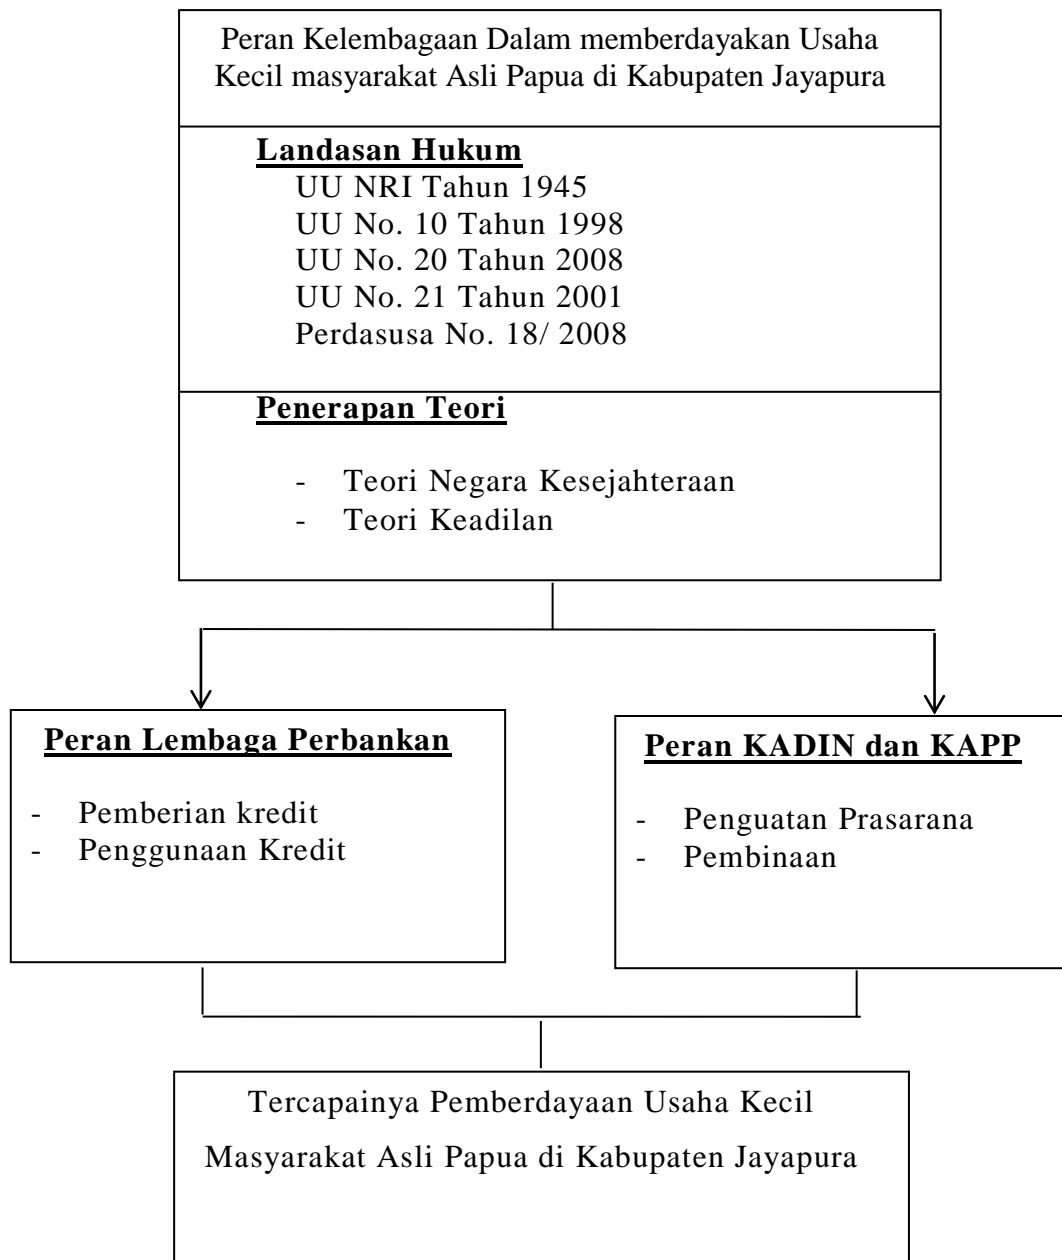 Peran Kelembagaan Dalam memberdayakan Usaha
Kecil masyarakat Asli Papua di Kabupaten Jayapura
Landasan Hukum
UU NRI Tahun 1945
UU No. 10 Tahun 1998
UU No. 20 Tahun 2008
UU No. 21 Tahun 2001
Perdasusa No. 18/ 2008
Penerapan Teori
- Teori Negara Kesejahteraan
- Teori Keadilan
Peran Lembaga Perbankan
- Pemberian kredit
- Penggunaan Kredit
Peran KADIN dan KAPP
- Penguatan Prasarana
- Pembinaan
Tercapainya Pemberdayaan Usaha Kecil
Masyarakat Asli Papua di Kabupaten Jayapura